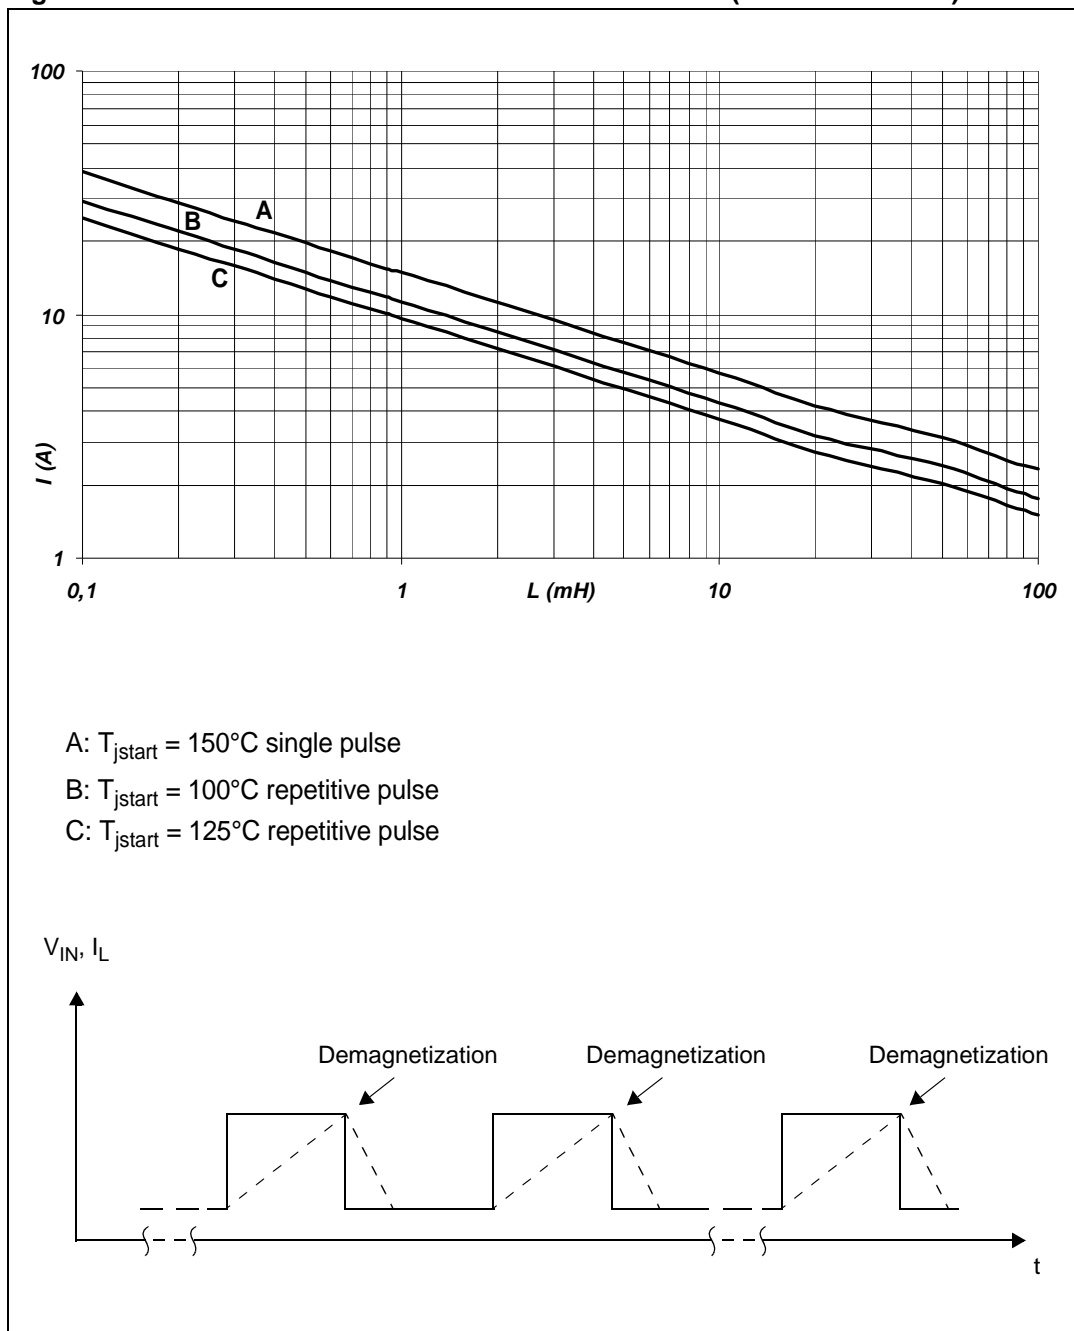 100
A
B
C
10
I (A)
1
0,1
1
L (mH)
10
100
A: Tjstart = 150°C single pulse
B: Tjstart = 100°C repetitive pulse
C: Tjstart = 125°C repetitive pulse
VIN, IL
Demagnetization
Demagnetization
Demagnetization
t